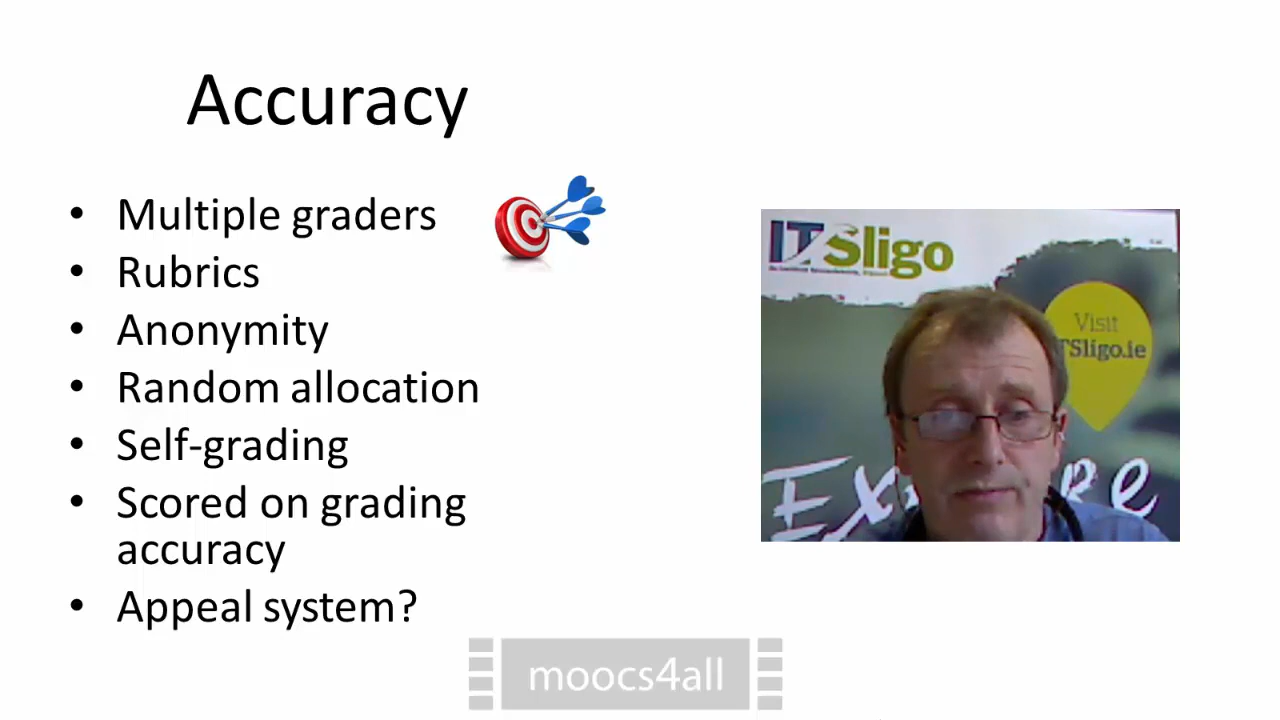 Accuracy
• Multiple graders
• Rubrics
• Anonymity
• Random allocation
• Self-grading
• Scored on grading
accuracy
• Appeal system?
ITSligo
Visit
TSligo.ie
moocs4all